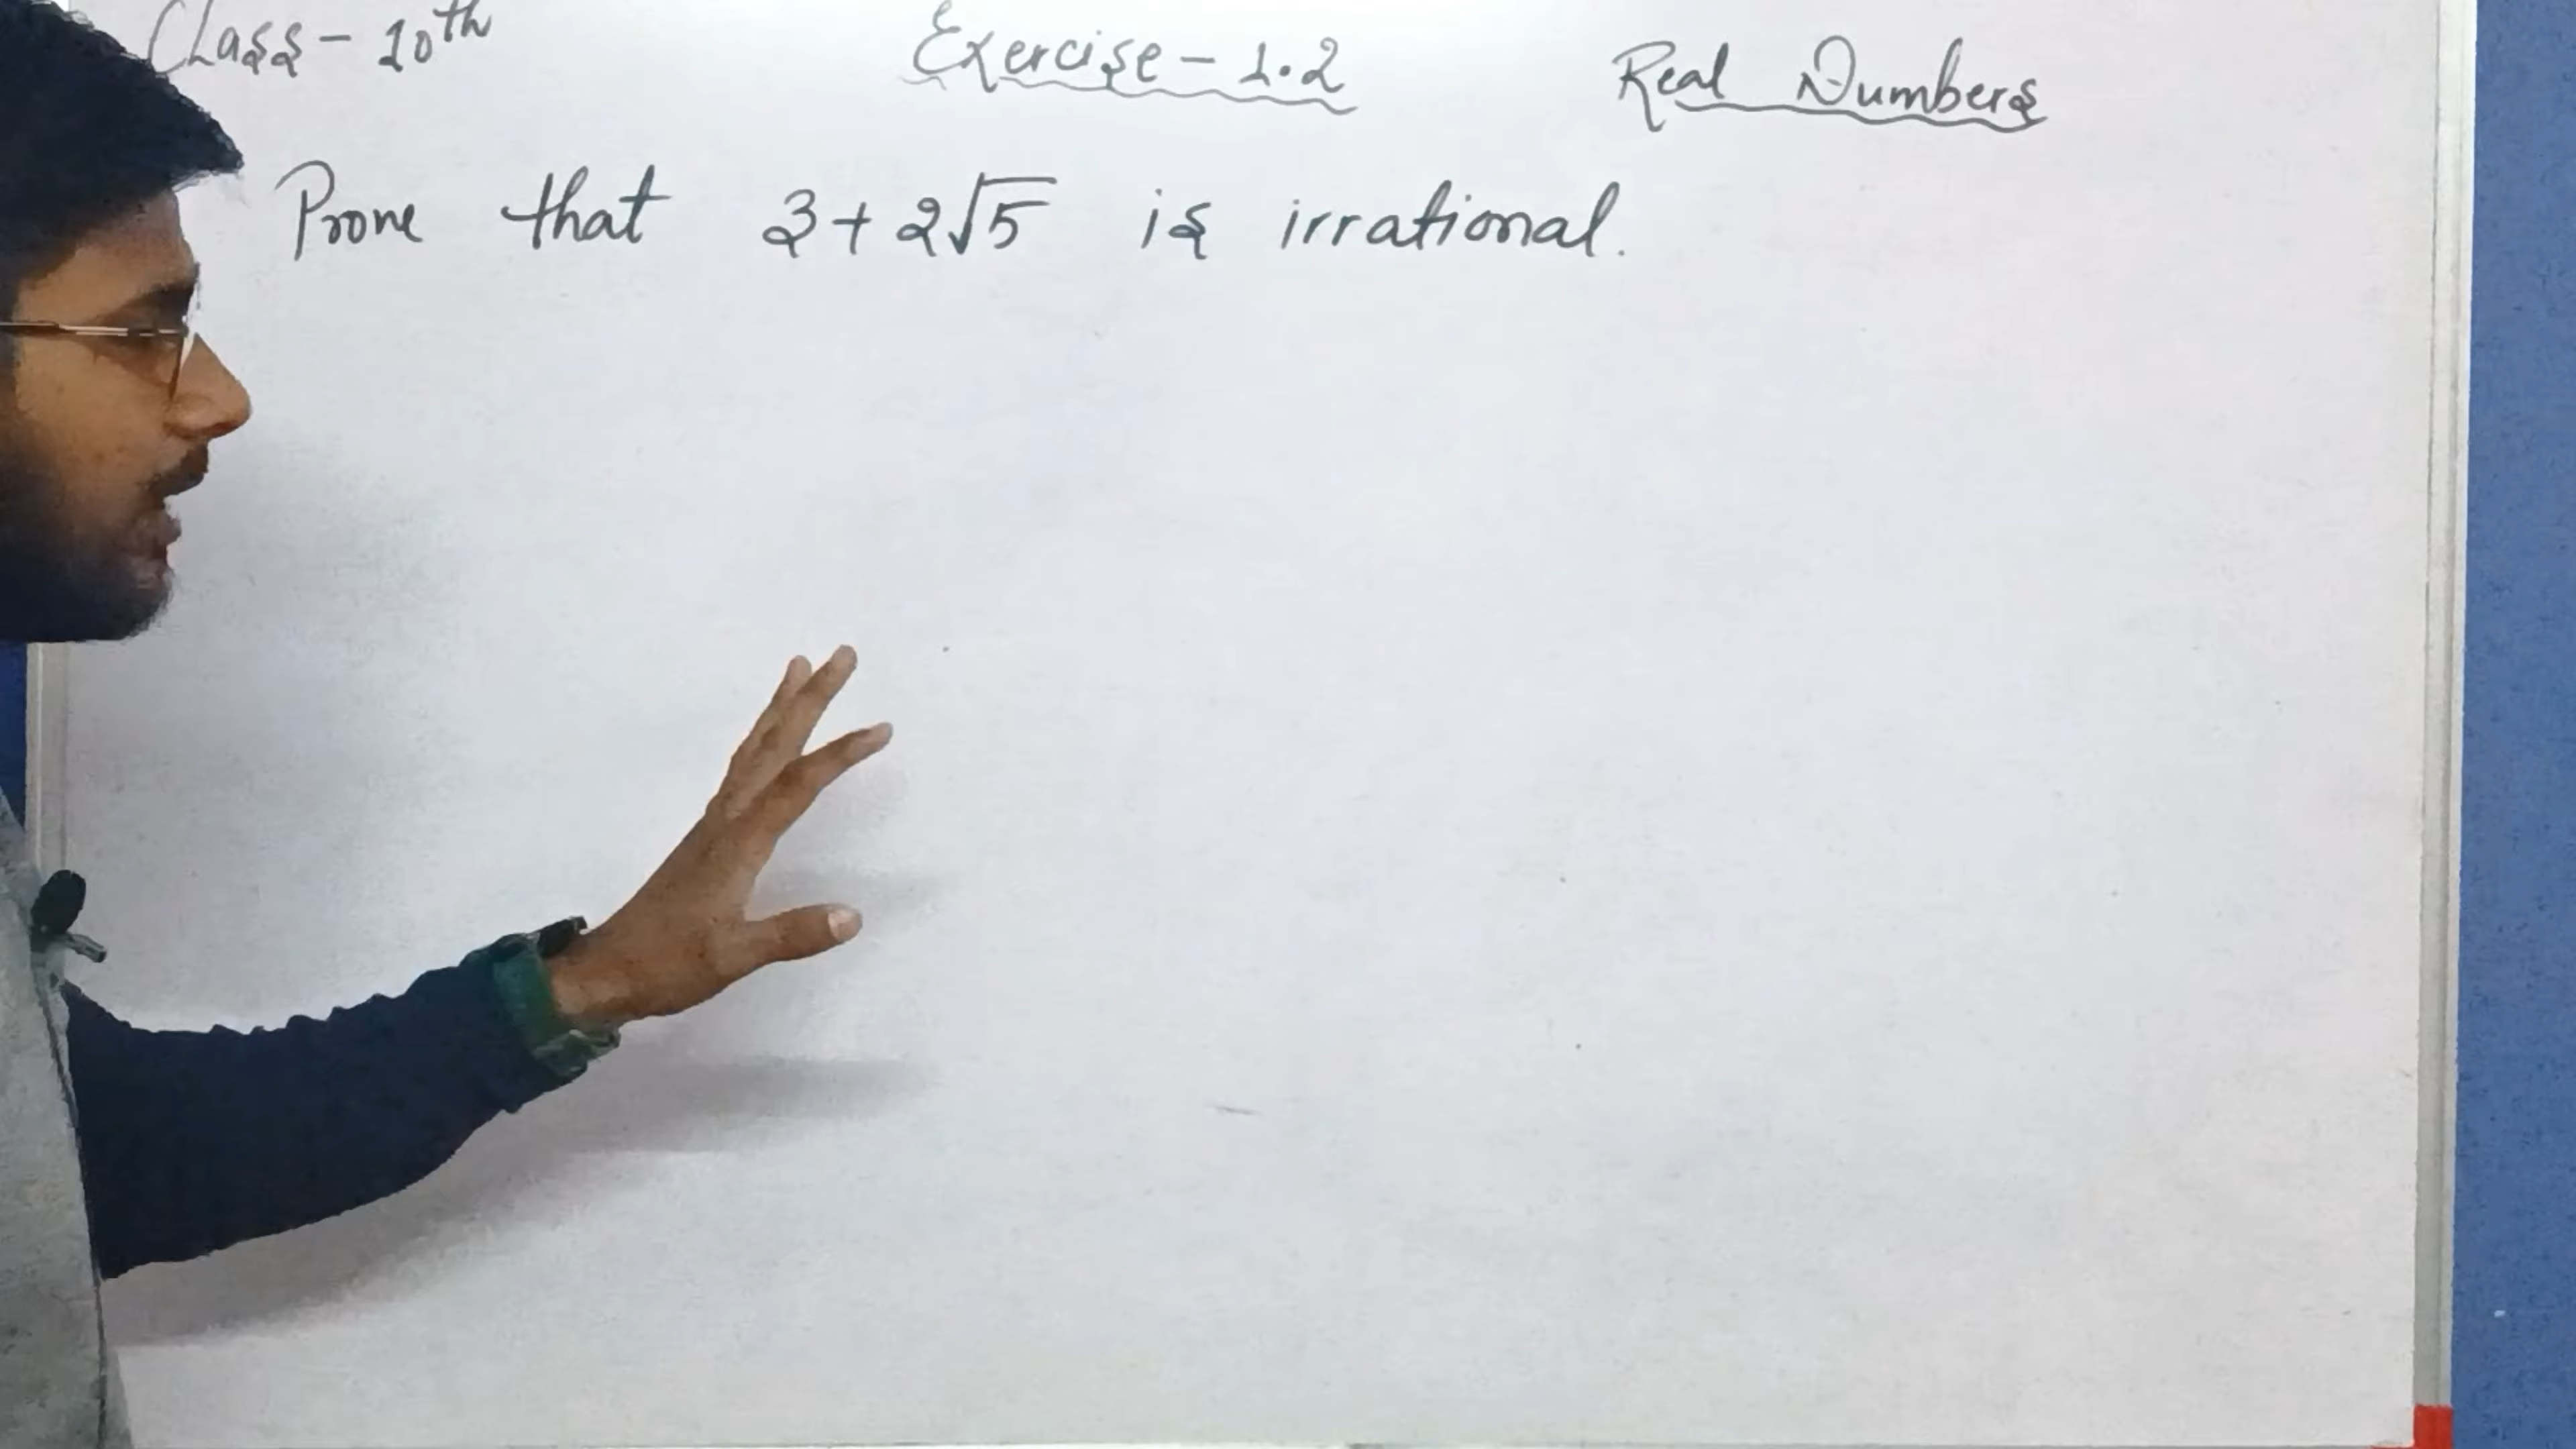 Class - 10th
Exercise - 1.2
Real Numbers
Prove that 3 + 2√5 is irrational.